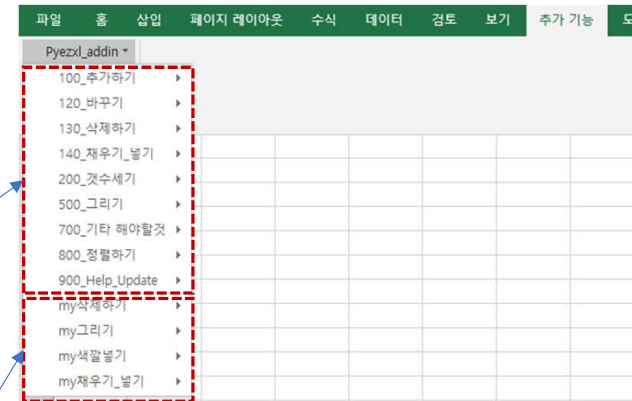 파일 홈 삽입 페이지 레이아웃 수식 데이터 검토 보기 추가 기능
Pyezxl_addin
100_추가하기
120_바꾸기
130_삭제하기
140_채우기_넣기
200_갯수세기
500_그리기
700_기타 해야할것
800_정렬하기
900_Help_Update
my삭제하기
my그리기
my색깔넣기
my채우기_넣기